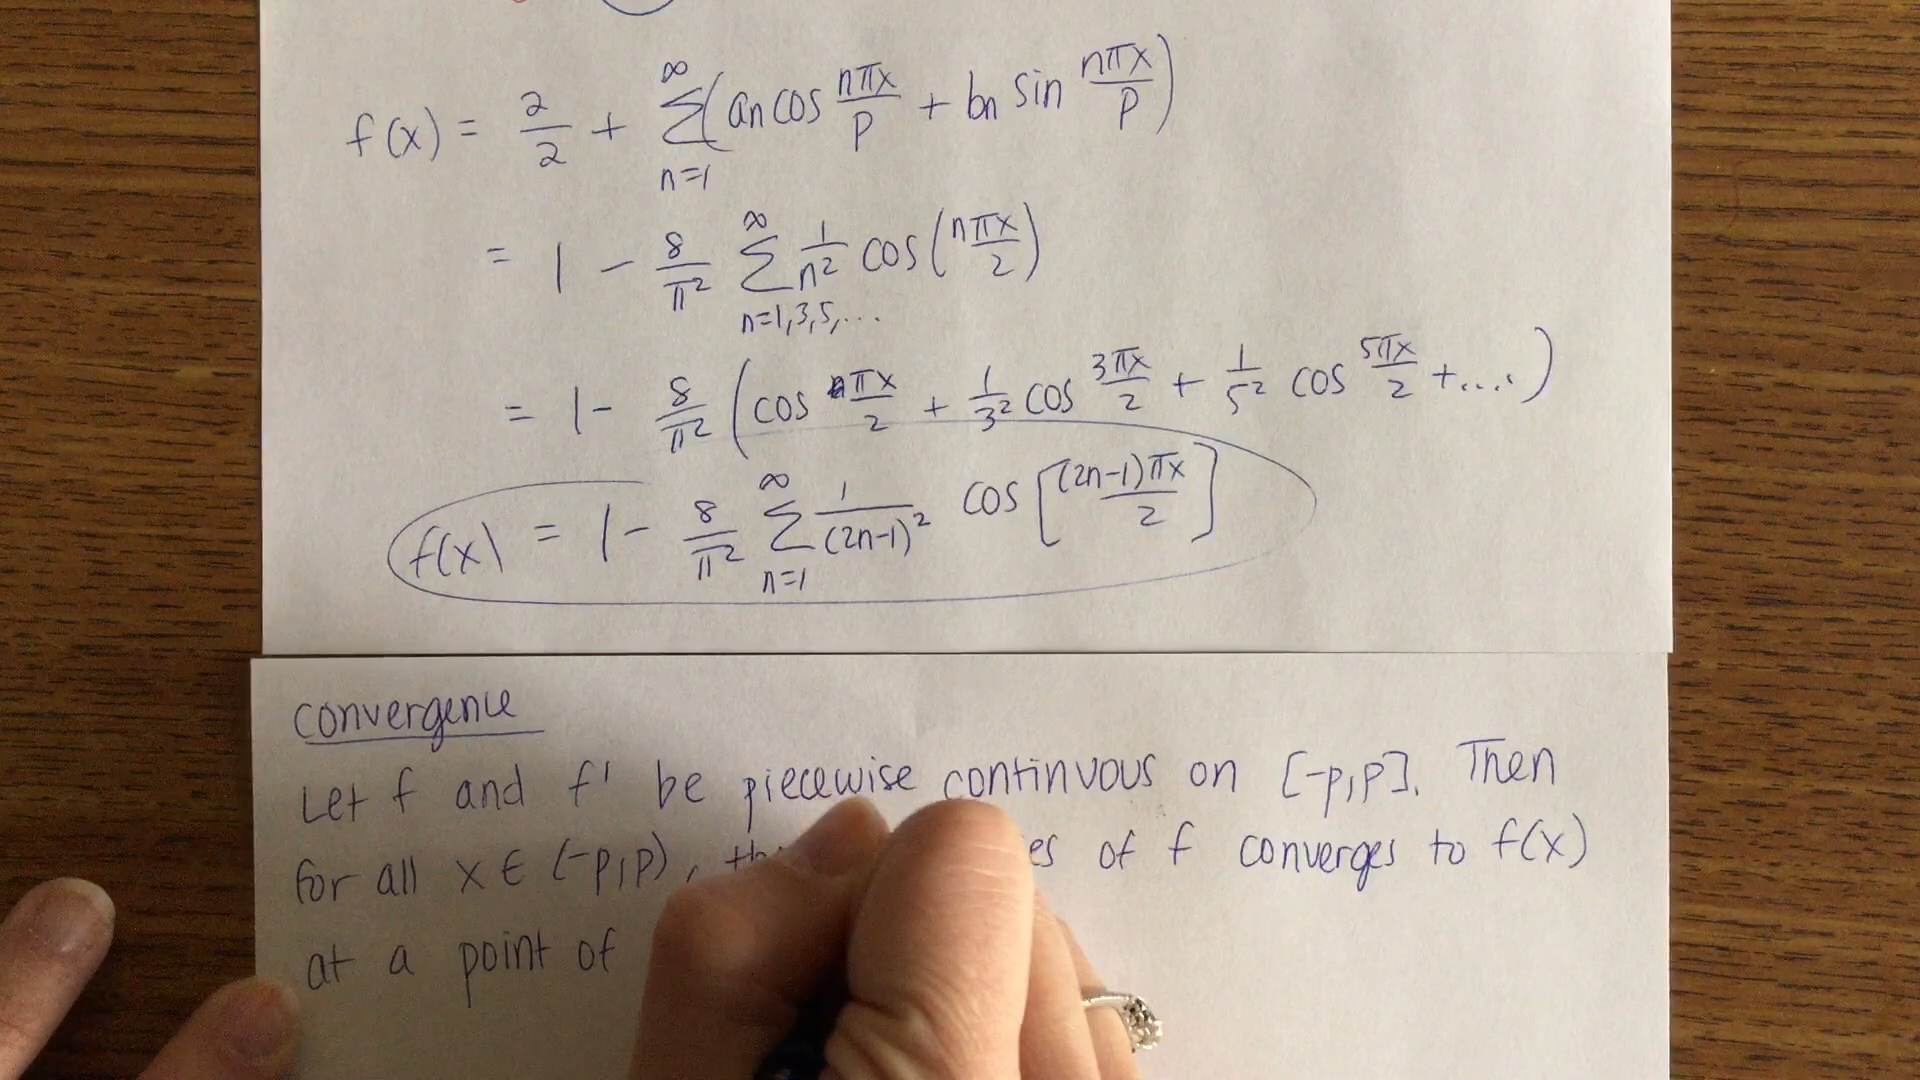 f(x) = 2/2 + ∞ Σ n=1 (an cos nπx/p + bn sin nπx/p)
= 1 - 8/π² ∞ Σ n=1,3,5,... 1/n² cos(nπx/2)
= 1 - 8/π² (cos πx/2 + 1/3² cos 3πx/2 + 1/5² cos 5πx/2 + ....)
f(x) = 1 - 8/π² ∞ Σ n=1 1/(2n-1)² cos[(2n-1)πx/2]
convergence
Let f and f' be piecewise continuous on [-p,p]. Then
for all x ∈ (-p,p), of f converges to f(x)
at a point of